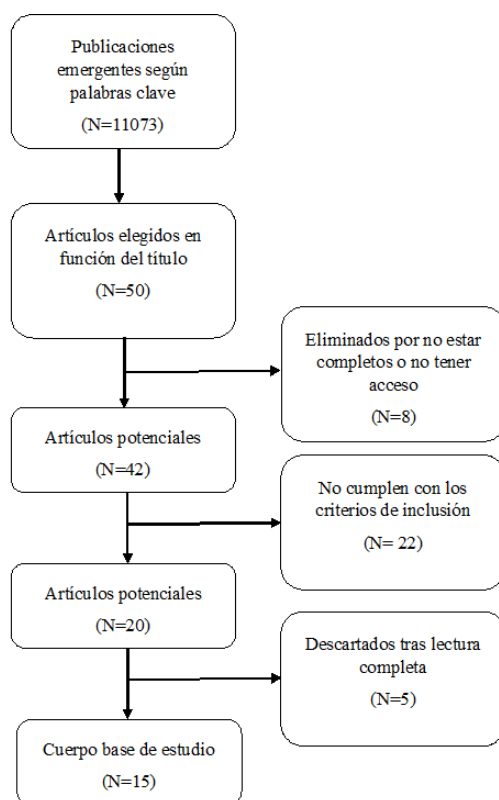 Publicaciones
emergentes según
palabras clave
(N=11073)
Artículos elegidos en
función del título
(N=50)
Eliminados por no estar
completos o no tener
acceso
(N=8)
Artículos potenciales
(N=42)
No cumplen con los
criterios de inclusión
(N= 22)
Artículos potenciales
(N=20)
Descartados tras lectura
completa
(N=5)
Cuerpo base de estudio
(N=15)